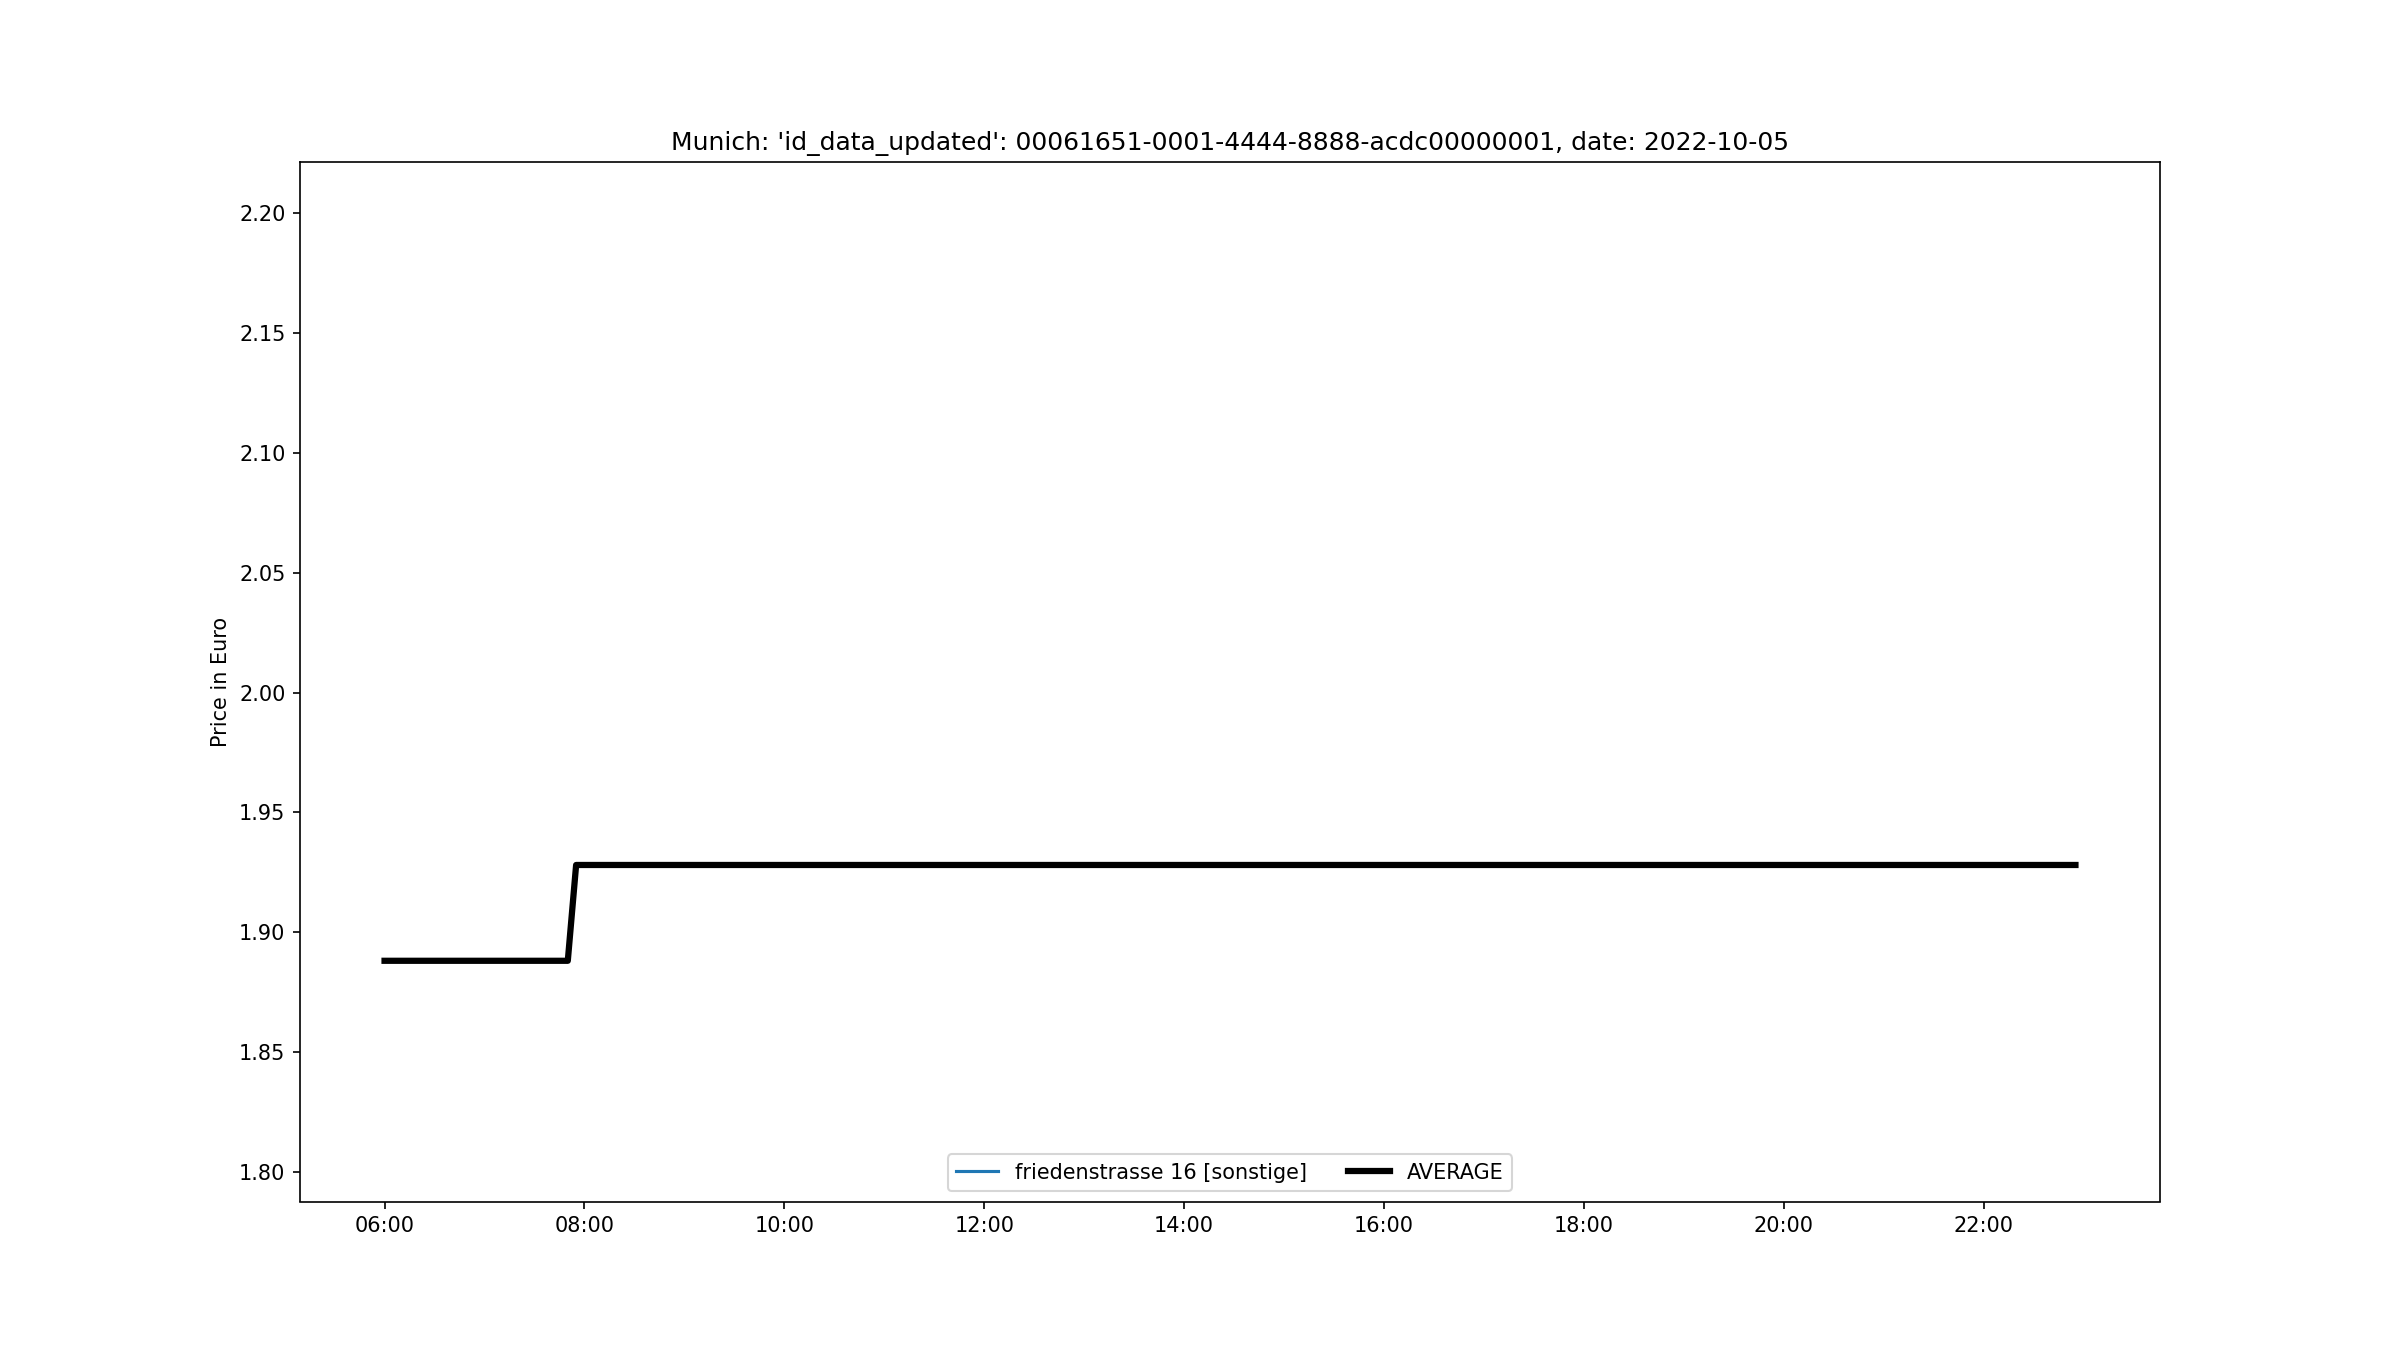 Munich: 'id_data_updated': 00061651-0001-4444-8888-acdc00000001, date: 2022-10-05
Price in Euro
2.20
2.15
2.10
2.05
2.00
1.95
1.90
1.85
1.80
friedenstrasse 16 [sonstige] AVERAGE
06:00 08:00 10:00 12:00 14:00 16:00 18:00 20:00 22:00